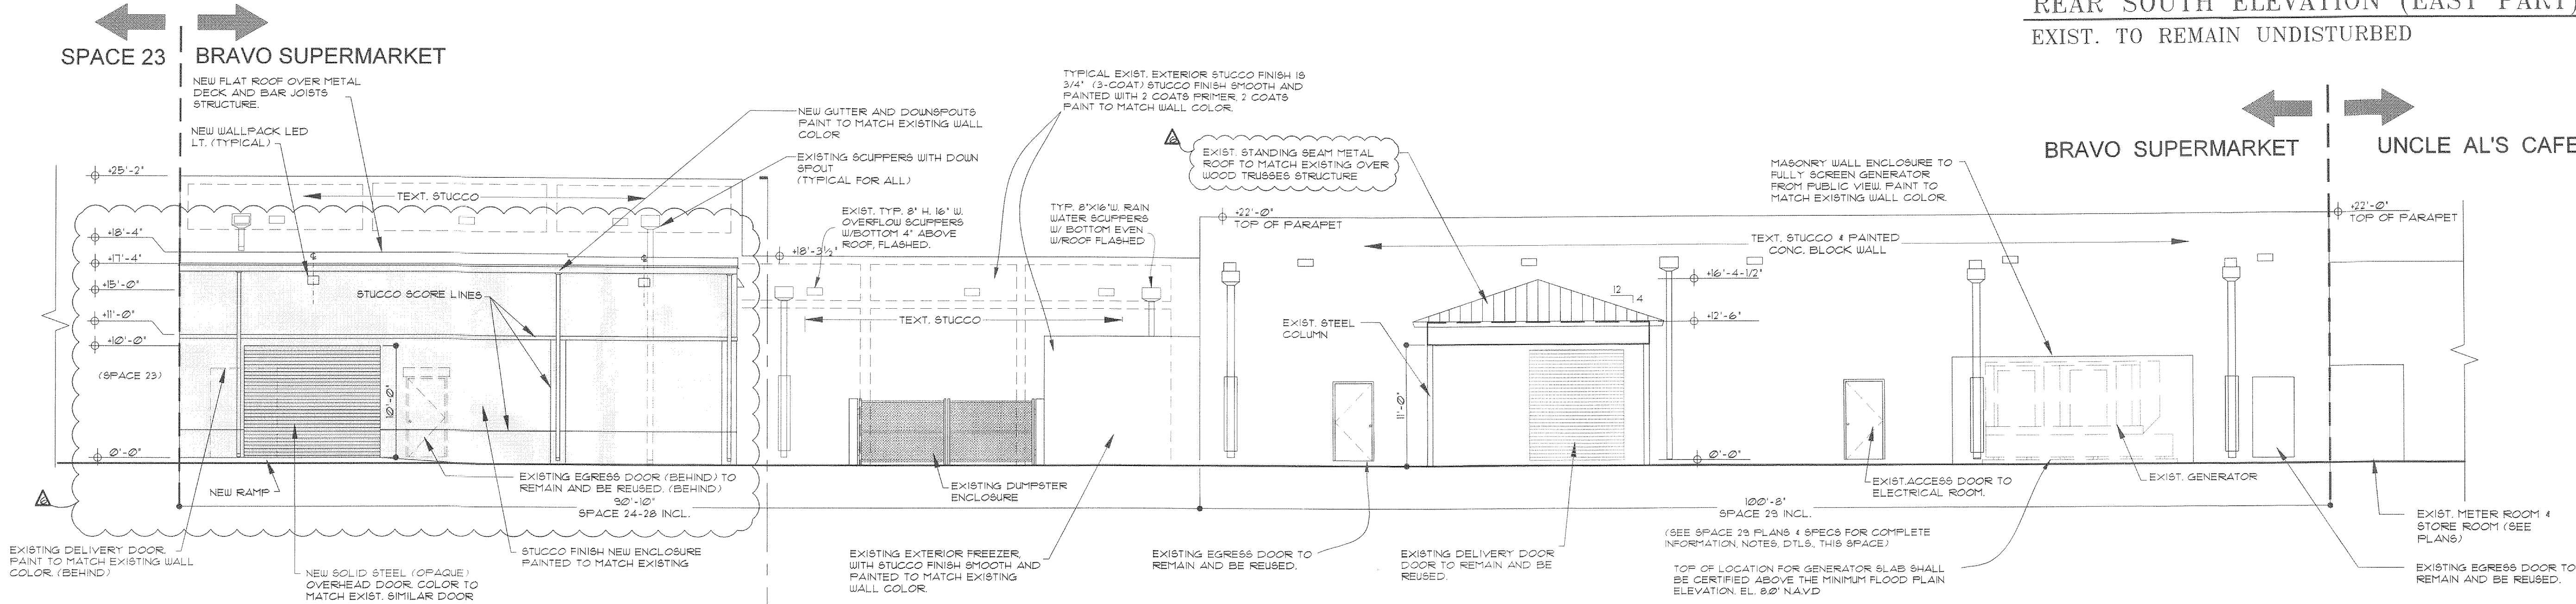 REAR SOUTH ELEVATION (EAST PART)
EXIST. TO REMAIN UNDISTURBED
SPACE 23
BRAVO SUPERMARKET
NEW FLAT ROOF OVER METAL
DECK AND BAR JOISTS
STRUCTURE.
NEW WALLPACK LED
LT. (TYPICAL)
NEW GUTTER AND DOWNSPOUTS
PAINT TO MATCH EXISTING WALL
COLOR
EXISTING SCUPPERS WITH DOWN
SPOUT
(TYPICAL FOR ALL)
TYPICAL EXIST. EXTERIOR STUCCO FINISH IS
3/4" (3-COAT) STUCCO FINISH SMOOTH AND
PAINTED WITH 2 COATS PRIMER, 2 COATS
PAINT TO MATCH WALL COLOR.
EXIST. STANDING SEAM METAL
ROOF TO MATCH EXISTING OVER
WOOD TRUSSES STRUCTURE
BRAVO SUPERMARKET
UNCLE AL'S CAFE
MASONRY WALL ENCLOSURE TO
FULLY SCREEN GENERATOR
FROM PUBLIC VIEW. PAINT TO
MATCH EXISTING WALL COLOR.
+25'-2"
TEXT. STUCCO
EXIST. TYP. 8" H. 16" W.
OVERFLOW SCUPPERS
W/BOTTOM 4" ABOVE
ROOF, FLASHED.
TYP. 8"X16"W. RAIN
WATER SCUPPERS
W/ BOTTOM EVEN
W/ROOF FLASHED
+22'-0"
TOP OF PARAPET
+22'-0"
TOP OF PARAPET
TEXT. STUCCO & PAINTED
CONC. BLOCK WALL
+18'-4"
+18'-3½"
+17'-4"
+16'-4-1/2"
+15'-0"
STUCCO SCORE LINES
12
4
+11'-0"
TEXT. STUCCO
EXIST. STEEL
COLUMN
+12'-6"
+10'-0"
(SPACE 23)
10'-0"
11'-0"
0'-0"
0'-0"
NEW RAMP
EXISTING EGRESS DOOR (BEHIND) TO
REMAIN AND BE REUSED. (BEHIND)
EXISTING DUMPSTER
ENCLOSURE
EXIST.ACCESS DOOR TO
ELECTRICAL ROOM.
EXIST. GENERATOR
90'-10"
SPACE 24-28 INCL.
100'-8"
SPACE 29 INCL.
(SEE SPACE 29 PLANS & SPECS FOR COMPLETE
INFORMATION, NOTES, DTLS., THIS SPACE)
EXIST. METER ROOM &
STORE ROOM (SEE
PLANS)
EXISTING DELIVERY DOOR,
PAINT TO MATCH EXISTING WALL
COLOR. (BEHIND)
NEW SOLID STEEL (OPAQUE)
OVERHEAD DOOR, COLOR TO
MATCH EXIST. SIMILAR DOOR
STUCCO FINISH NEW ENCLOSURE
PAINTED TO MATCH EXISTING
EXISTING EXTERIOR FREEZER,
WITH STUCCO FINISH SMOOTH AND
PAINTED TO MATCH EXISTING
WALL COLOR.
EXISTING EGRESS DOOR TO
REMAIN AND BE REUSED.
EXISTING DELIVERY DOOR
DOOR TO REMAIN AND BE
REUSED.
TOP OF LOCATION FOR GENERATOR SLAB SHALL
BE CERTIFIED ABOVE THE MINIMUM FLOOD PLAIN
ELEVATION. EL. 8.0' N.A.V.D
EXISTING EGRESS DOOR TO
REMAIN AND BE REUSED.